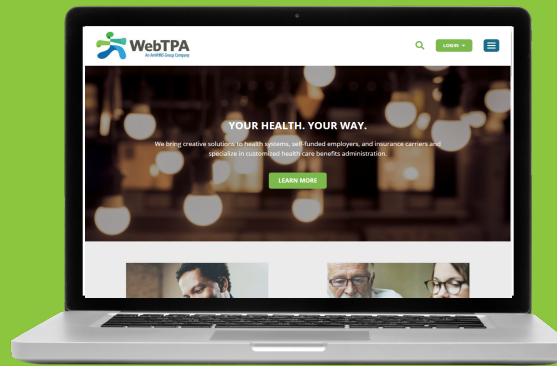 WebTPA
An AmWINS Group Company
LOGIN
YOUR HEALTH. YOUR WAY.
We bring creative solutions to health systems, self-funded employers, and insurance carriers and
specialize in customized health care benefits administration.
LEARN MORE